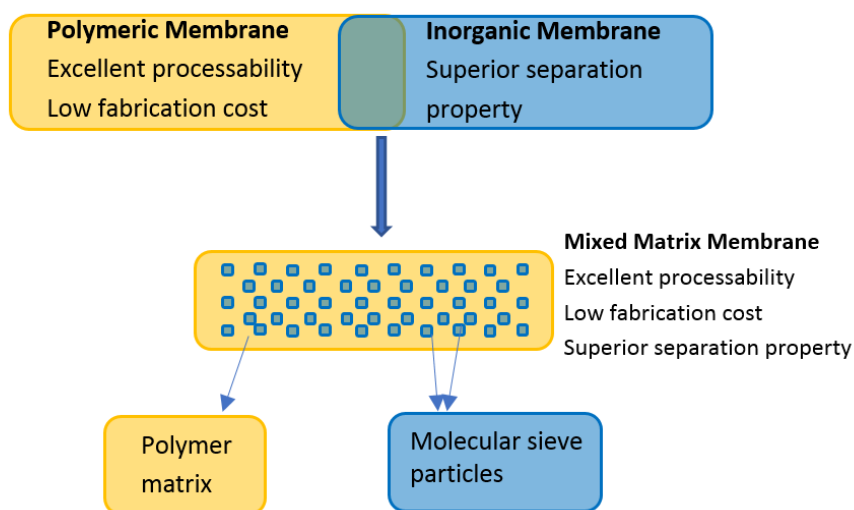 Polymeric Membrane
Excellent processability
Low fabrication cost
Inorganic Membrane
Superior separation
property
Mixed Matrix Membrane
Excellent processability
Low fabrication cost
Superior separation property
Polymer
matrix
Molecular sieve
particles